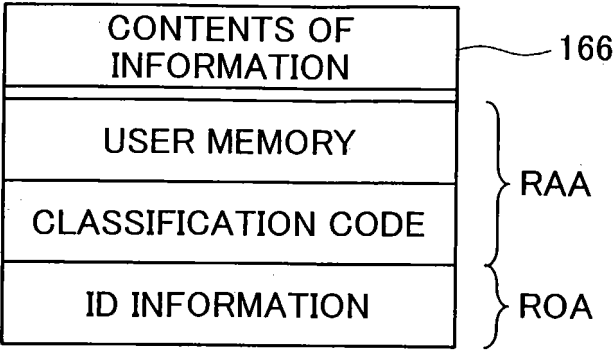 CONTENTS OF
INFORMATION
166
USER MEMORY
RAA
CLASSIFICATION CODE
ID INFORMATION
ROA